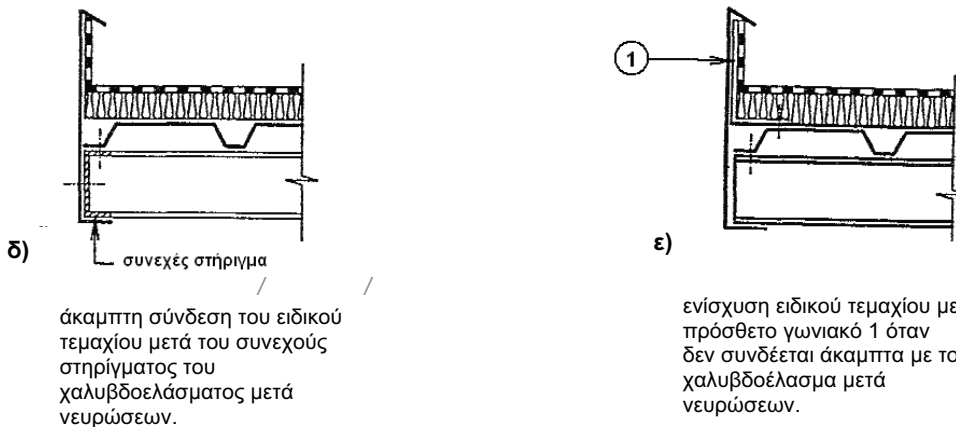 δ)
συνεχές στήριγμα
άκαμπτη σύνδεση του ειδικού
τεμαχίου μετά του συνεχούς
στηρίγματος του
χαλυβδοελάσματος μετά
νευρώσεων.
1
ε)
ενίσχυση ειδικού τεμαχίου με
πρόσθετο γωνιακό 1 όταν
δεν συνδέεται άκαμπτα με το
χαλυβδοέλασμα μετά
νευρώσεων.